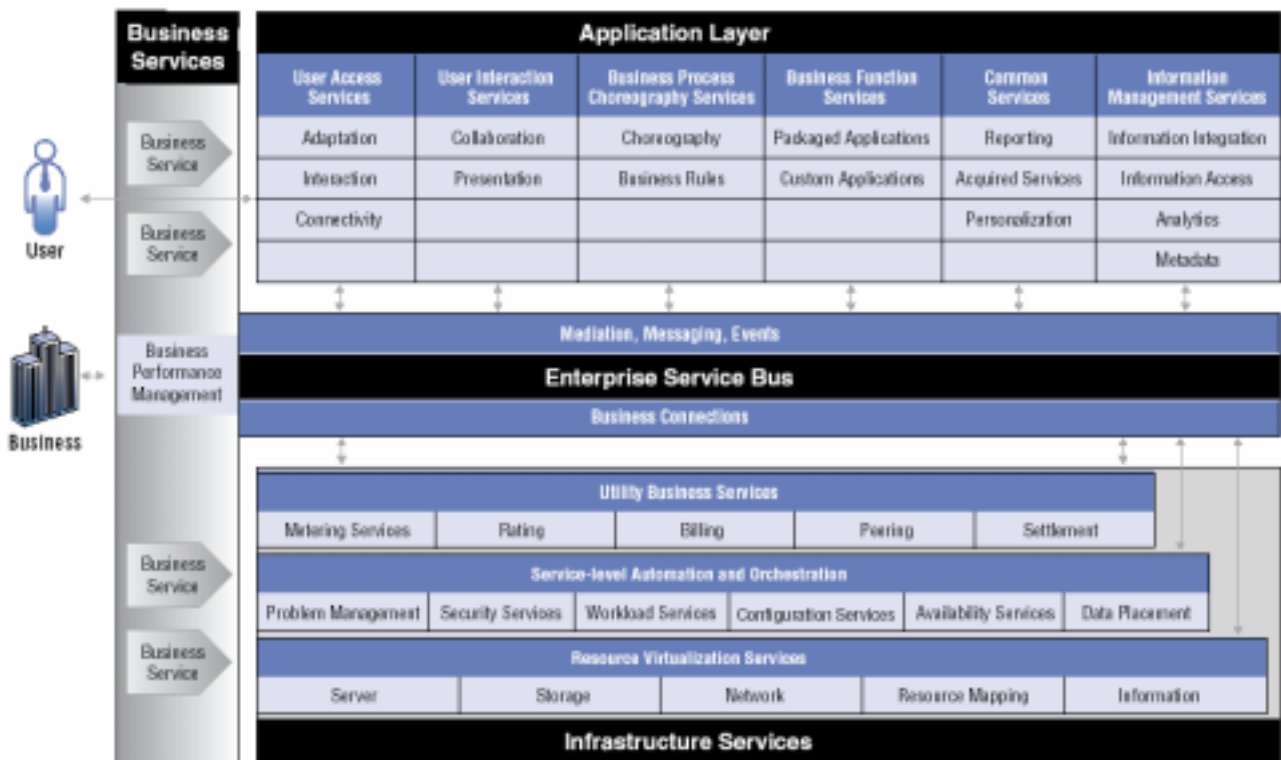 Business
Services
Application Layer
User Access
Services
User Interaction
Services
Business Process
Choreography Services
Business Function
Services
Common
Services
Information
Management Services
Business
Service
Adaptation
Collaboration
Choreography
Packaged Applications
Reporting
Information Integration
Interaction
Presentation
Business Rules
Custom Applications
Acquired Services
Information Access
Connectivity
Personalization
Analytics
Metadata
User
Business
Service
Mediation, Messaging, Events
Business
Performance
Management
Enterprise Service Bus
Business Connections
Business
Utility Business Services
Metering Services
Rating
Billing
Peering
Settlement
Business
Service
Service-level Automation and Orchestration
Problem Management
Security Services
Workload Services
Configuration Services
Availability Services
Data Placement
Business
Service
Resource Virtualization Services
Server
Storage
Network
Resource Mapping
Information
Infrastructure Services